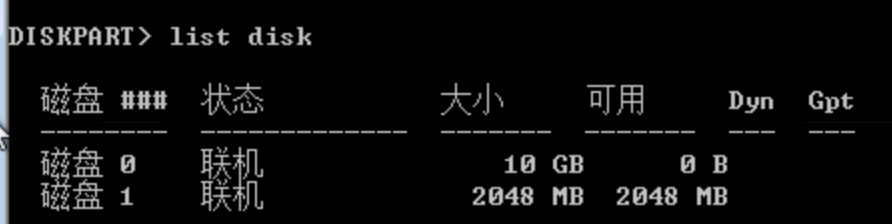 DISKPART> list disk
磁盘 ### 状态 大小 可用 Dyn Gpt
-------- ------------- ------- ------- --- ---
磁盘 0 联机 10 GB 0 B
磁盘 1 联机 2048 MB 2048 MB